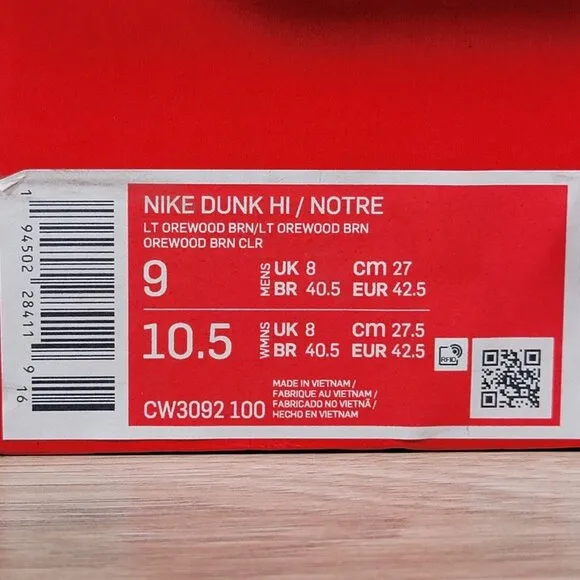 1 94502 28411 9 16
NIKE DUNK HI / NOTRE
LT OREWOOD BRN/LT OREWOOD BRN
OREWOOD BRN CLR
9 MENS UK 8 cm 27
BR 40.5 EUR 42.5
10.5 WMNS UK 8 cm 27.5
BR 40.5 EUR 42.5
RFID
CW3092 100
MADE IN VIETNAM /
FABRIQUE AU VIETNAM /
FABRICADO NO VIETNÃ /
HECHO EN VIETNAM